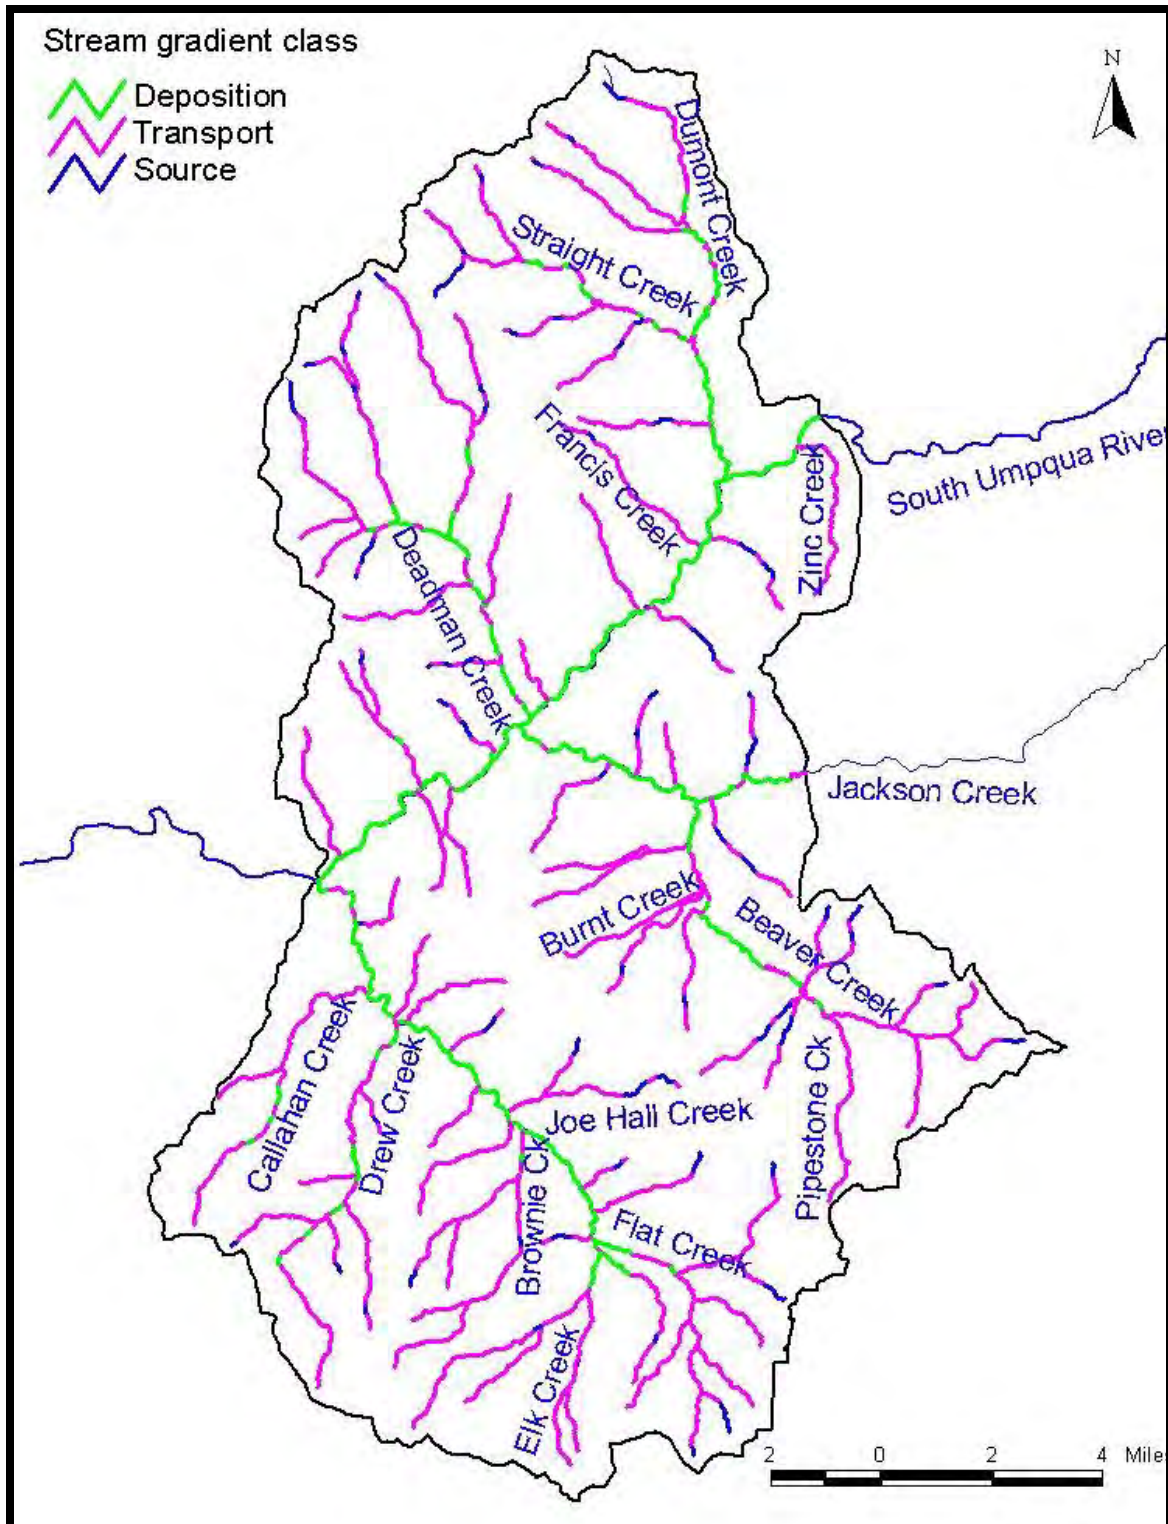 Stream gradient class
Deposition
Transport
Source
N
Dumont Creek
Straight Creek
Francis Creek
South Umpqua River
Zinc Creek
Deadman Creek
Jackson Creek
Burnt Creek
Beaver Creek
Callahan Creek
Drew Creek
Pipestone Ck
Joe Hall Creek
Brownie Ck
Flat Creek
Elk Creek
2 0 2 4 Miles